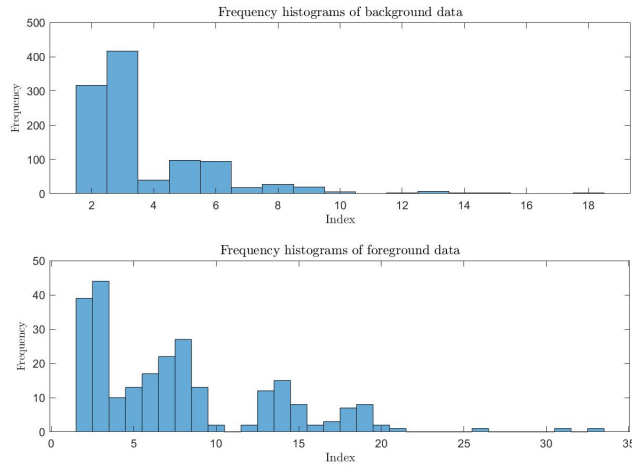 Frequency histograms of background data
500
400
300
200
100
0
Frequency
2 4 6 8 10 12 14 16 18
Index
Frequency histograms of foreground data
50
40
30
20
10
0
Frequency
0 5 10 15 20 25 30 35
Index